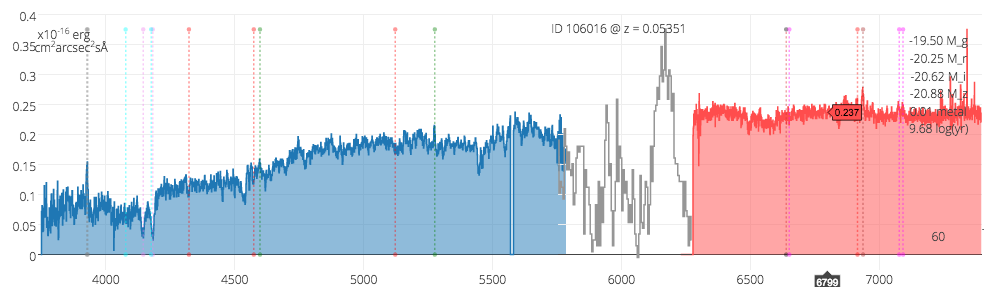 0.4
x10-16 erg
cm2arcsec2sÅ
ID 106016 @ z = 0.05351
-19.50 M_g
0.35
-20.25 M_r
0.3
-20.62 M_i
-20.88 M_z
0.25
0.237
0.01 metal
0.2
9.68 log(yr)
0.15
0.1
0.05
60
0
4000
4500
5000
5500
6000
6500
6799
7000